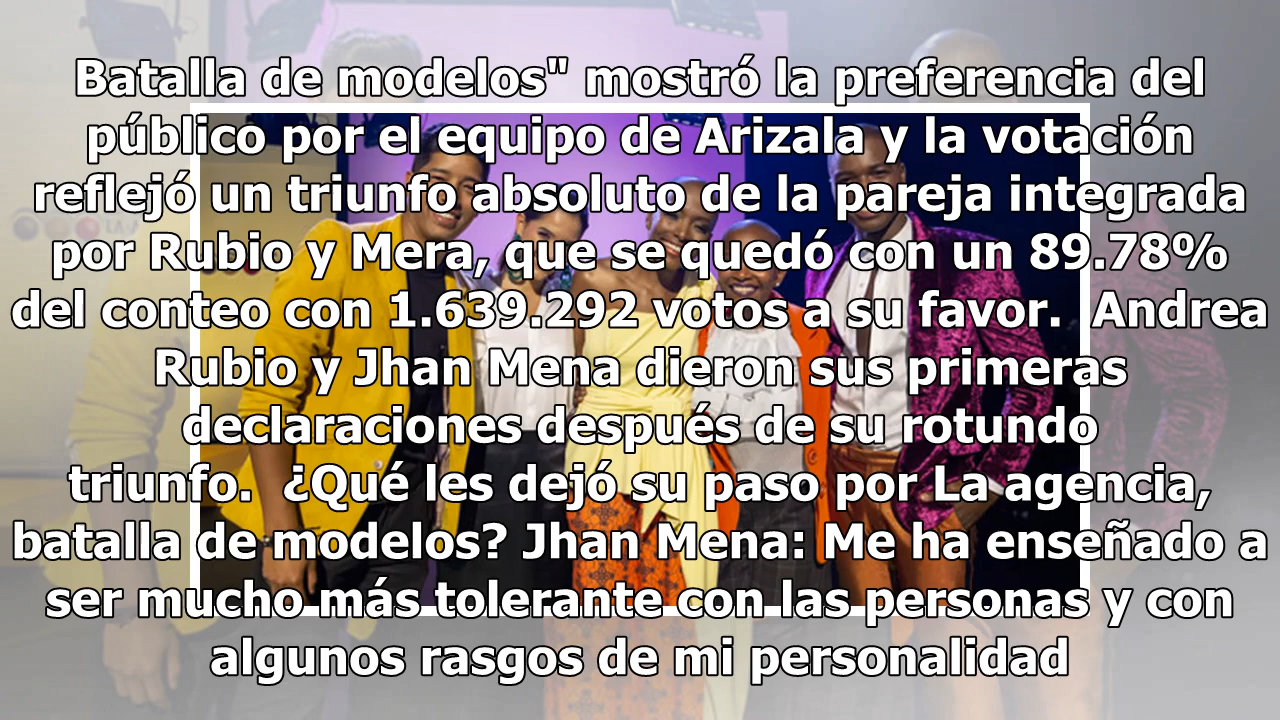 Batalla de modelos" mostró la preferencia del
público por el equipo de Arizala y la votación
reflejó un triunfo absoluto de la pareja integrada
por Rubio y Mera, que se quedó con un 89.78%
del conteo con 1.639.292 votos a su favor.  Andrea
Rubio y Jhan Mena dieron sus primeras
declaraciones después de su rotundo
triunfo.  ¿Qué les dejó su paso por La agencia,
batalla de modelos? Jhan Mena: Me ha enseñado a
ser mucho más tolerante con las personas y con
algunos rasgos de mi personalidad